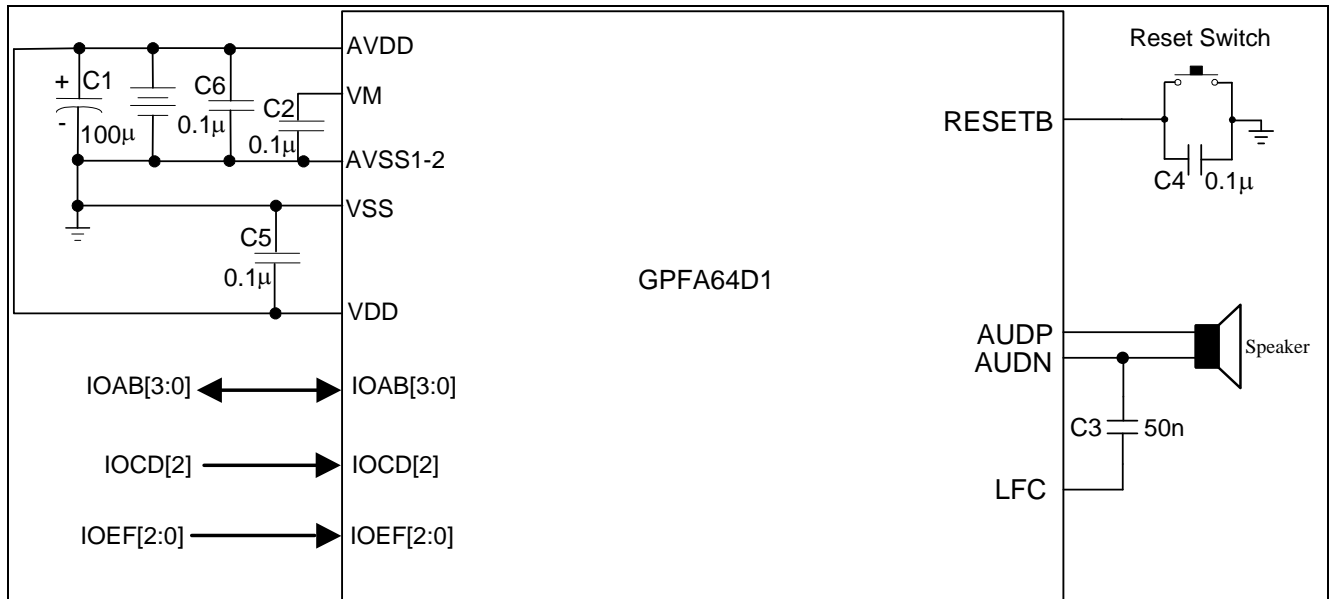 AVDD
Reset Switch
+ C1
C6
VM
C2
-
100μ
0.1μ
0.1μ
AVSS1-2
RESETB
C4 0.1μ
VSS
C5
0.1μ
GPFA64D1
VDD
AUDP
AUDN
Speaker
IOAB[3:0]
IOAB[3:0]
C3 50n
IOCD[2]
IOCD[2]
LFC
IOEF[2:0]
IOEF[2:0]